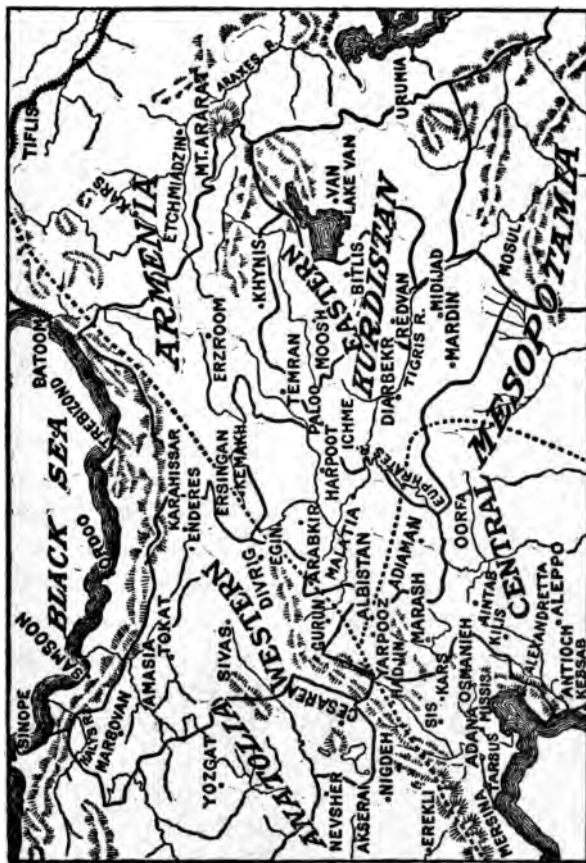 BLACK SEA
SINOPE
SAMSOON
ORDOO
TREBIZOND
BATOOM
TIFLIS
HALYS R.
MARSOVAN
AMASIA
TOKAT
KARAHISSAR
ENDERES
KARS
ETCHMIADZIN
MT. ARARAT
ARAXES R.
ARMENIA
YOZGAT
SIVAS
ANATOLIA
WESTERN
DIVRIG
EGIN
ERSINGAN
KEMAKH
ERZROOM
KHYNIS
TEMRAN
MOOSH
BITLIS
VAN
LAKE VAN
URUMIA
EASTERN
KURDISTAN
NEVSHER
AKSERAI
CESAREA
GURUN
ARABKIR
MALATIA
HARPOOT
PALOO
ICHME
DIARBEKR
REDVAN
TIGRIS R.
MIDIJAD
MARDIN
MOSUL
NIGDEH
EREKLI
HADJIN
YARPOOZ
ALBISTAN
ADIAMAN
MARASH
EUPHRATES R.
OORFA
CENTRAL
MESOPOTAMIA
SIS
KARS
ADANA
OSMANIEH
TARBUS
MISSIS
MERSINA
AINTAB
KILIS
ALEXANDRETTA
ANTIOCH
ALEPPO
KESSAB